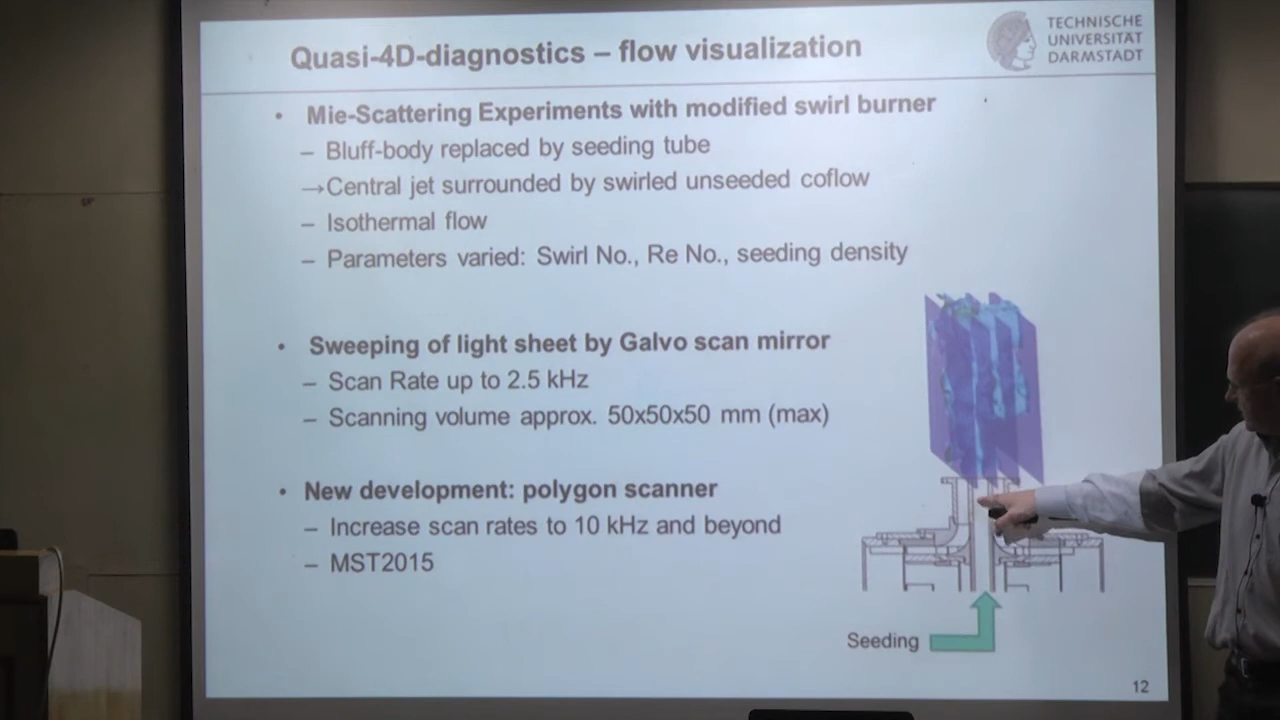 Quasi-4D-diagnostics – flow visualization
TECHNISCHE
UNIVERSITÄT
DARMSTADT
• Mie-Scattering Experiments with modified swirl burner
– Bluff-body replaced by seeding tube
→Central jet surrounded by swirled unseeded coflow
– Isothermal flow
– Parameters varied: Swirl No., Re No., seeding density
• Sweeping of light sheet by Galvo scan mirror
– Scan Rate up to 2.5 kHz
– Scanning volume approx. 50x50x50 mm (max)
• New development: polygon scanner
– Increase scan rates to 10 kHz and beyond
– MST2015
Seeding
12